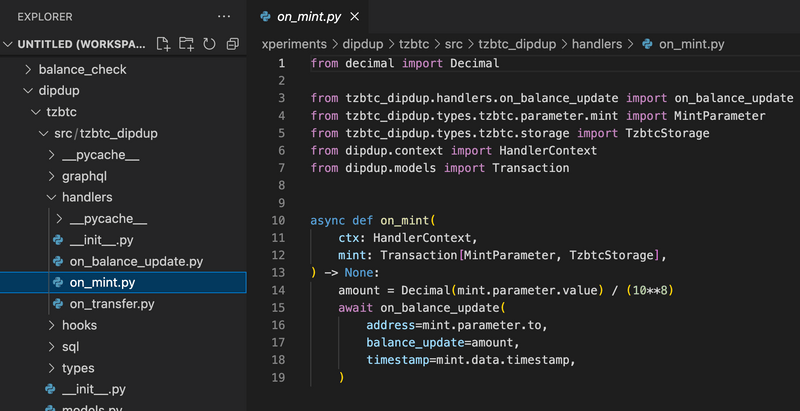 EXPLORER
UNTITLED (WORKSPA...
balance_check
dipdup
tzbtc
src/tzbtc_dipdup
__pycache__
graphql
handlers
__pycache__
__init__.py
on_balance_update.py
on_mint.py
on_transfer.py
hooks
sql
types
__init__.py
models.py
on_mint.py
xperiments > dipdup > tzbtc > src > tzbtc_dipdup > handlers > on_mint.py
1 from decimal import Decimal
2
3 from tzbtc_dipdup.handlers.on_balance_update import on_balance_update
4 from tzbtc_dipdup.types.tzbtc.parameter.mint import MintParameter
5 from tzbtc_dipdup.types.tzbtc.storage import TzbtcStorage
6 from dipdup.context import HandlerContext
7 from dipdup.models import Transaction
8
9
10 async def on_mint(
11     ctx: HandlerContext,
12     mint: Transaction[MintParameter, TzbtcStorage],
13 ) -> None:
14     amount = Decimal(mint.parameter.value) / (10**8)
15     await on_balance_update(
16         address=mint.parameter.to,
17         balance_update=amount,
18         timestamp=mint.data.timestamp,
19     )